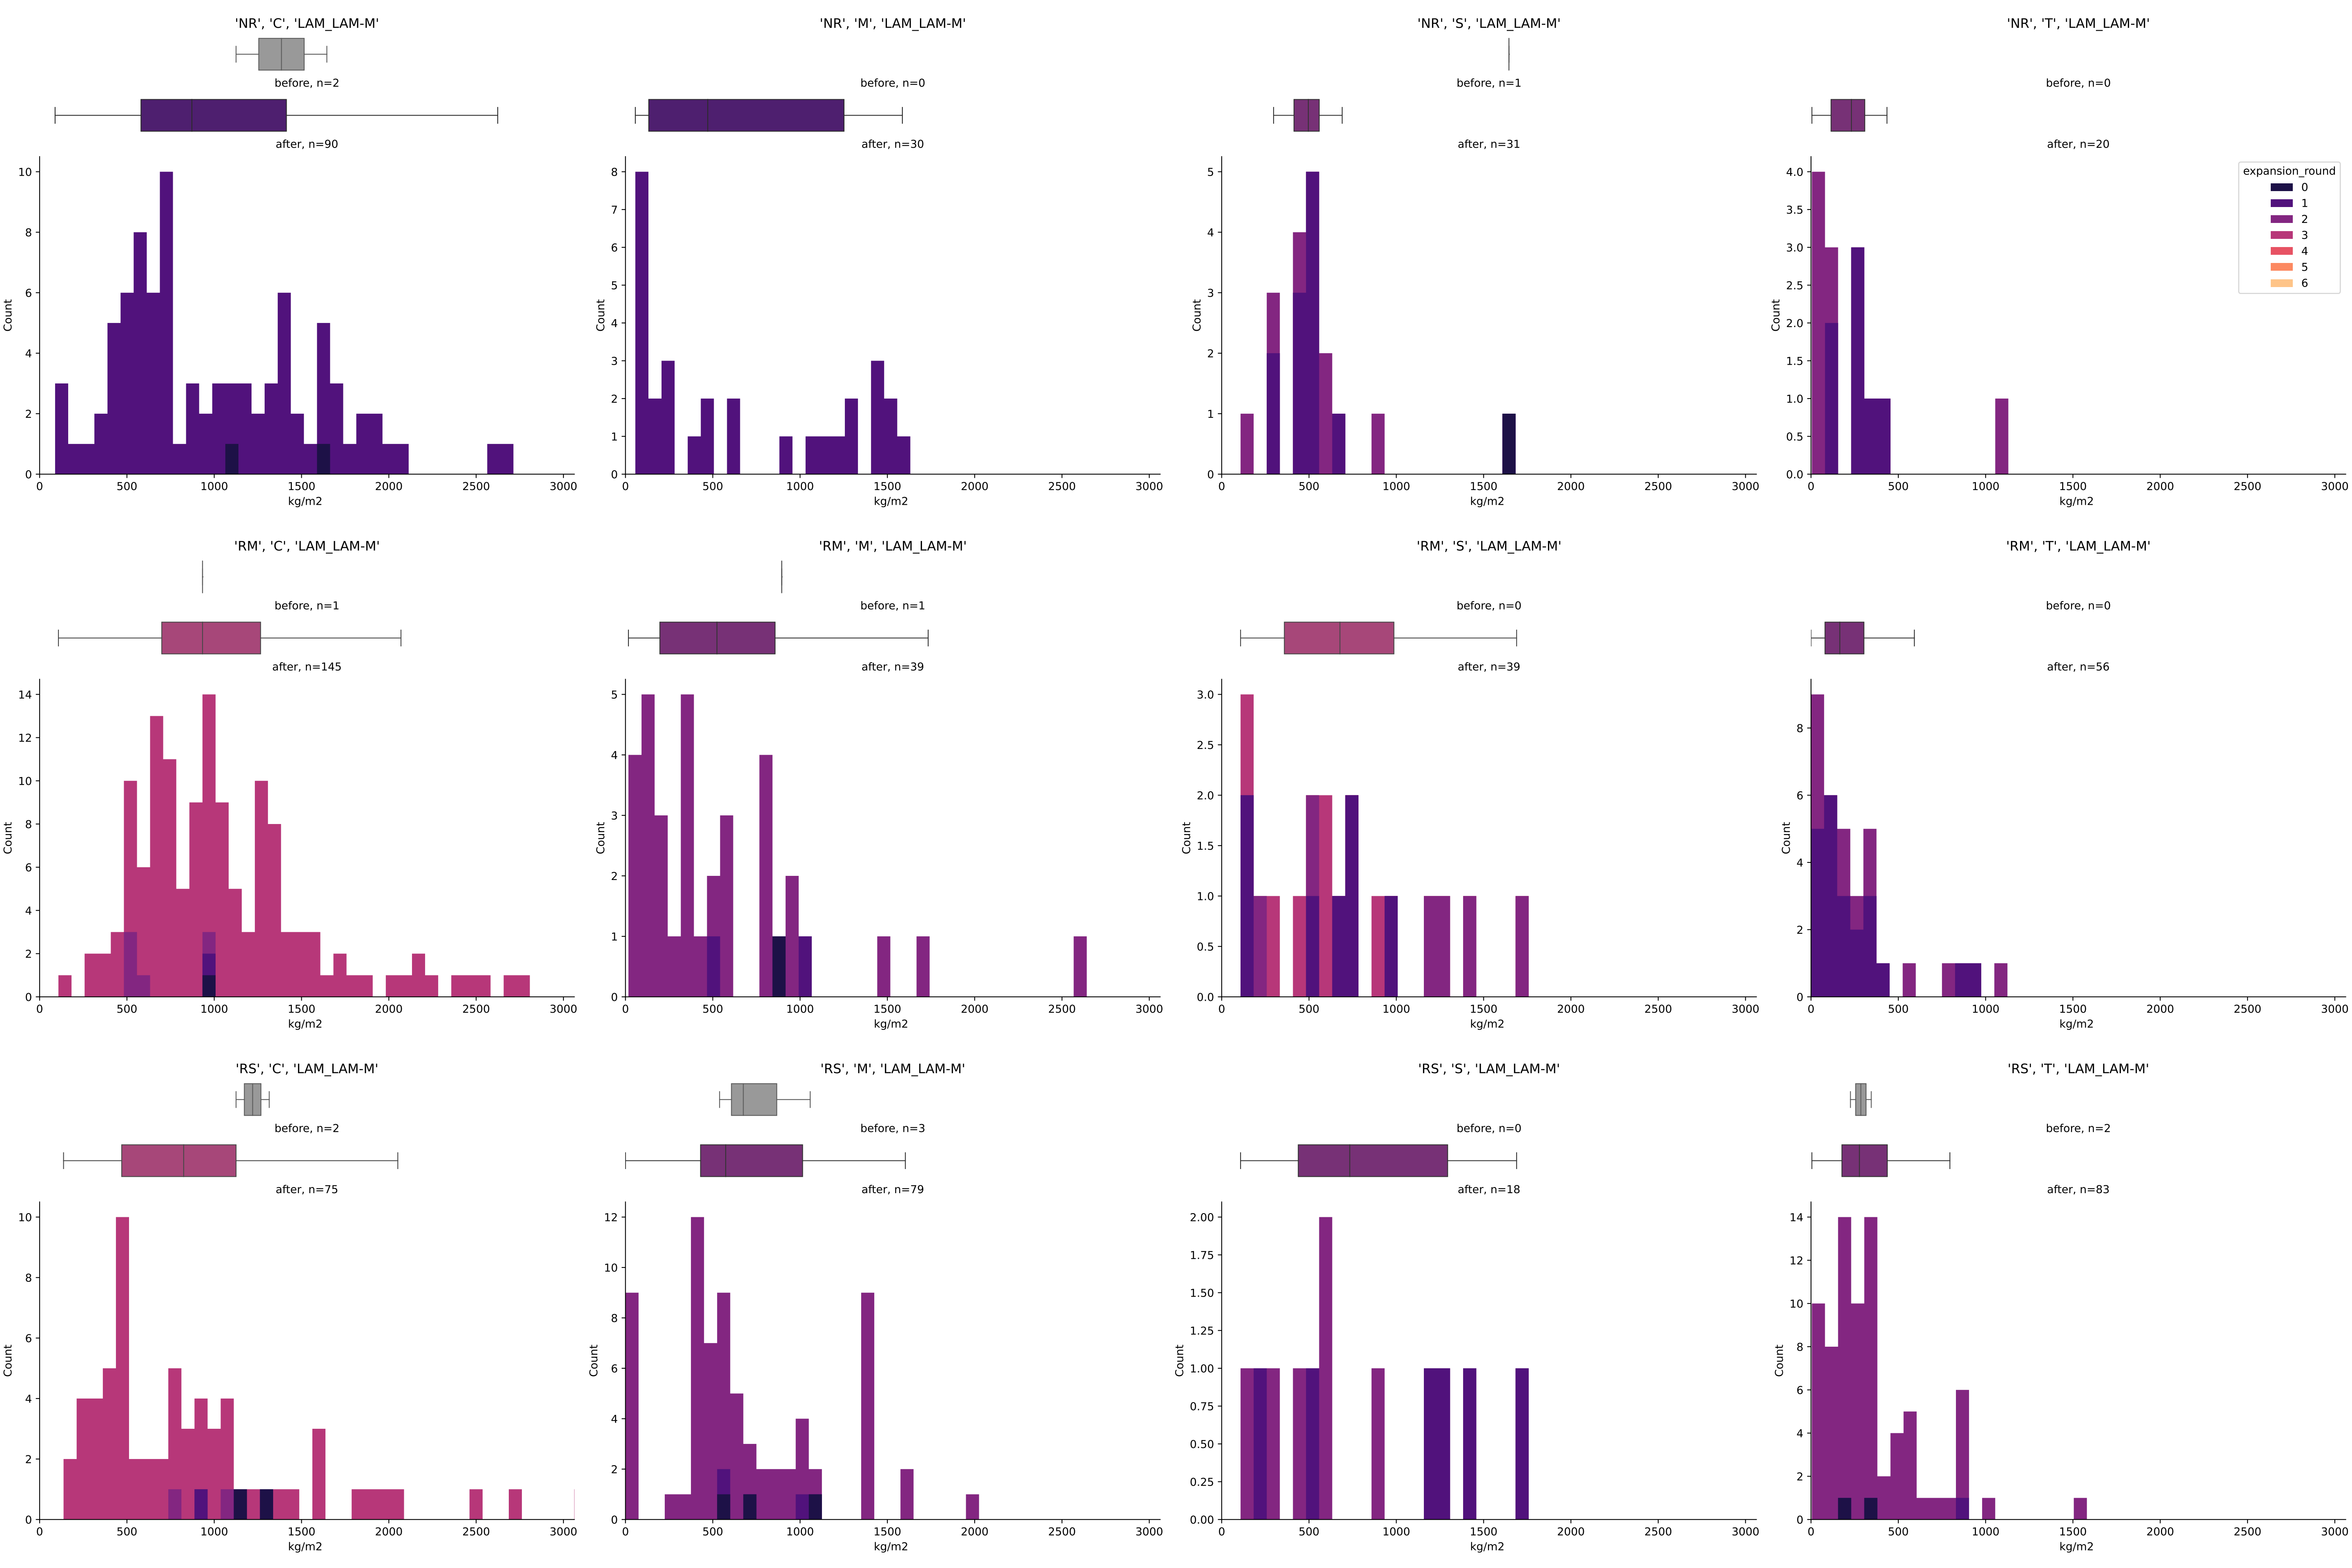 'NR', 'C', 'LAM_LAM-M'
before, n=2
after, n=90
10
8
6
4
2
0
Count
0 500 1000 1500 2000 2500 3000
kg/m2
'NR', 'M', 'LAM_LAM-M'
before, n=0
after, n=30
8
7
6
5
4
3
2
1
0
Count
0 500 1000 1500 2000 2500 3000
kg/m2
'NR', 'S', 'LAM_LAM-M'
before, n=1
after, n=31
5
4
3
2
1
0
Count
0 500 1000 1500 2000 2500 3000
kg/m2
'NR', 'T', 'LAM_LAM-M'
before, n=0
after, n=20
4.0
3.5
3.0
2.5
2.0
1.5
1.0
0.5
0.0
Count
0 500 1000 1500 2000 2500 3000
kg/m2
expansion_round
0
1
2
3
4
5
6
'RM', 'C', 'LAM_LAM-M'
before, n=1
after, n=145
14
12
10
8
6
4
2
0
Count
0 500 1000 1500 2000 2500 3000
kg/m2
'RM', 'M', 'LAM_LAM-M'
before, n=1
after, n=39
5
4
3
2
1
0
Count
0 500 1000 1500 2000 2500 3000
kg/m2
'RM', 'S', 'LAM_LAM-M'
before, n=0
after, n=39
3.0
2.5
2.0
1.5
1.0
0.5
0.0
Count
0 500 1000 1500 2000 2500 3000
kg/m2
'RM', 'T', 'LAM_LAM-M'
before, n=0
after, n=56
8
6
4
2
0
Count
0 500 1000 1500 2000 2500 3000
kg/m2
'RS', 'C', 'LAM_LAM-M'
before, n=2
after, n=75
10
8
6
4
2
0
Count
0 500 1000 1500 2000 2500 3000
kg/m2
'RS', 'M', 'LAM_LAM-M'
before, n=3
after, n=79
12
10
8
6
4
2
0
Count
0 500 1000 1500 2000 2500 3000
kg/m2
'RS', 'S', 'LAM_LAM-M'
before, n=0
after, n=18
2.00
1.75
1.50
1.25
1.00
0.75
0.50
0.25
0.00
Count
0 500 1000 1500 2000 2500 3000
kg/m2
'RS', 'T', 'LAM_LAM-M'
before, n=2
after, n=83
14
12
10
8
6
4
2
0
Count
0 500 1000 1500 2000 2500 3000
kg/m2